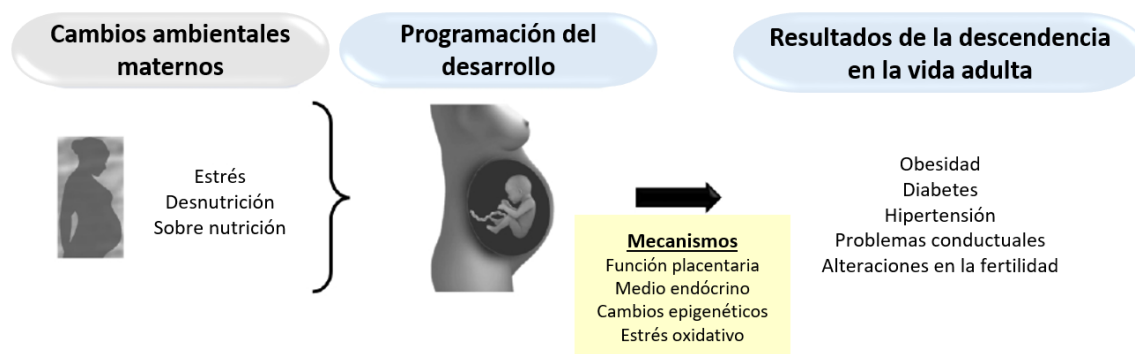 Cambios ambientales
maternos
Programación del
desarrollo
Resultados de la descendencia
en la vida adulta
Estrés
Desnutrición
Sobre nutrición
Mecanismos
Función placentaria
Medio endócrino
Cambios epigenéticos
Estrés oxidativo
Obesidad
Diabetes
Hipertensión
Problemas conductuales
Alteraciones en la fertilidad